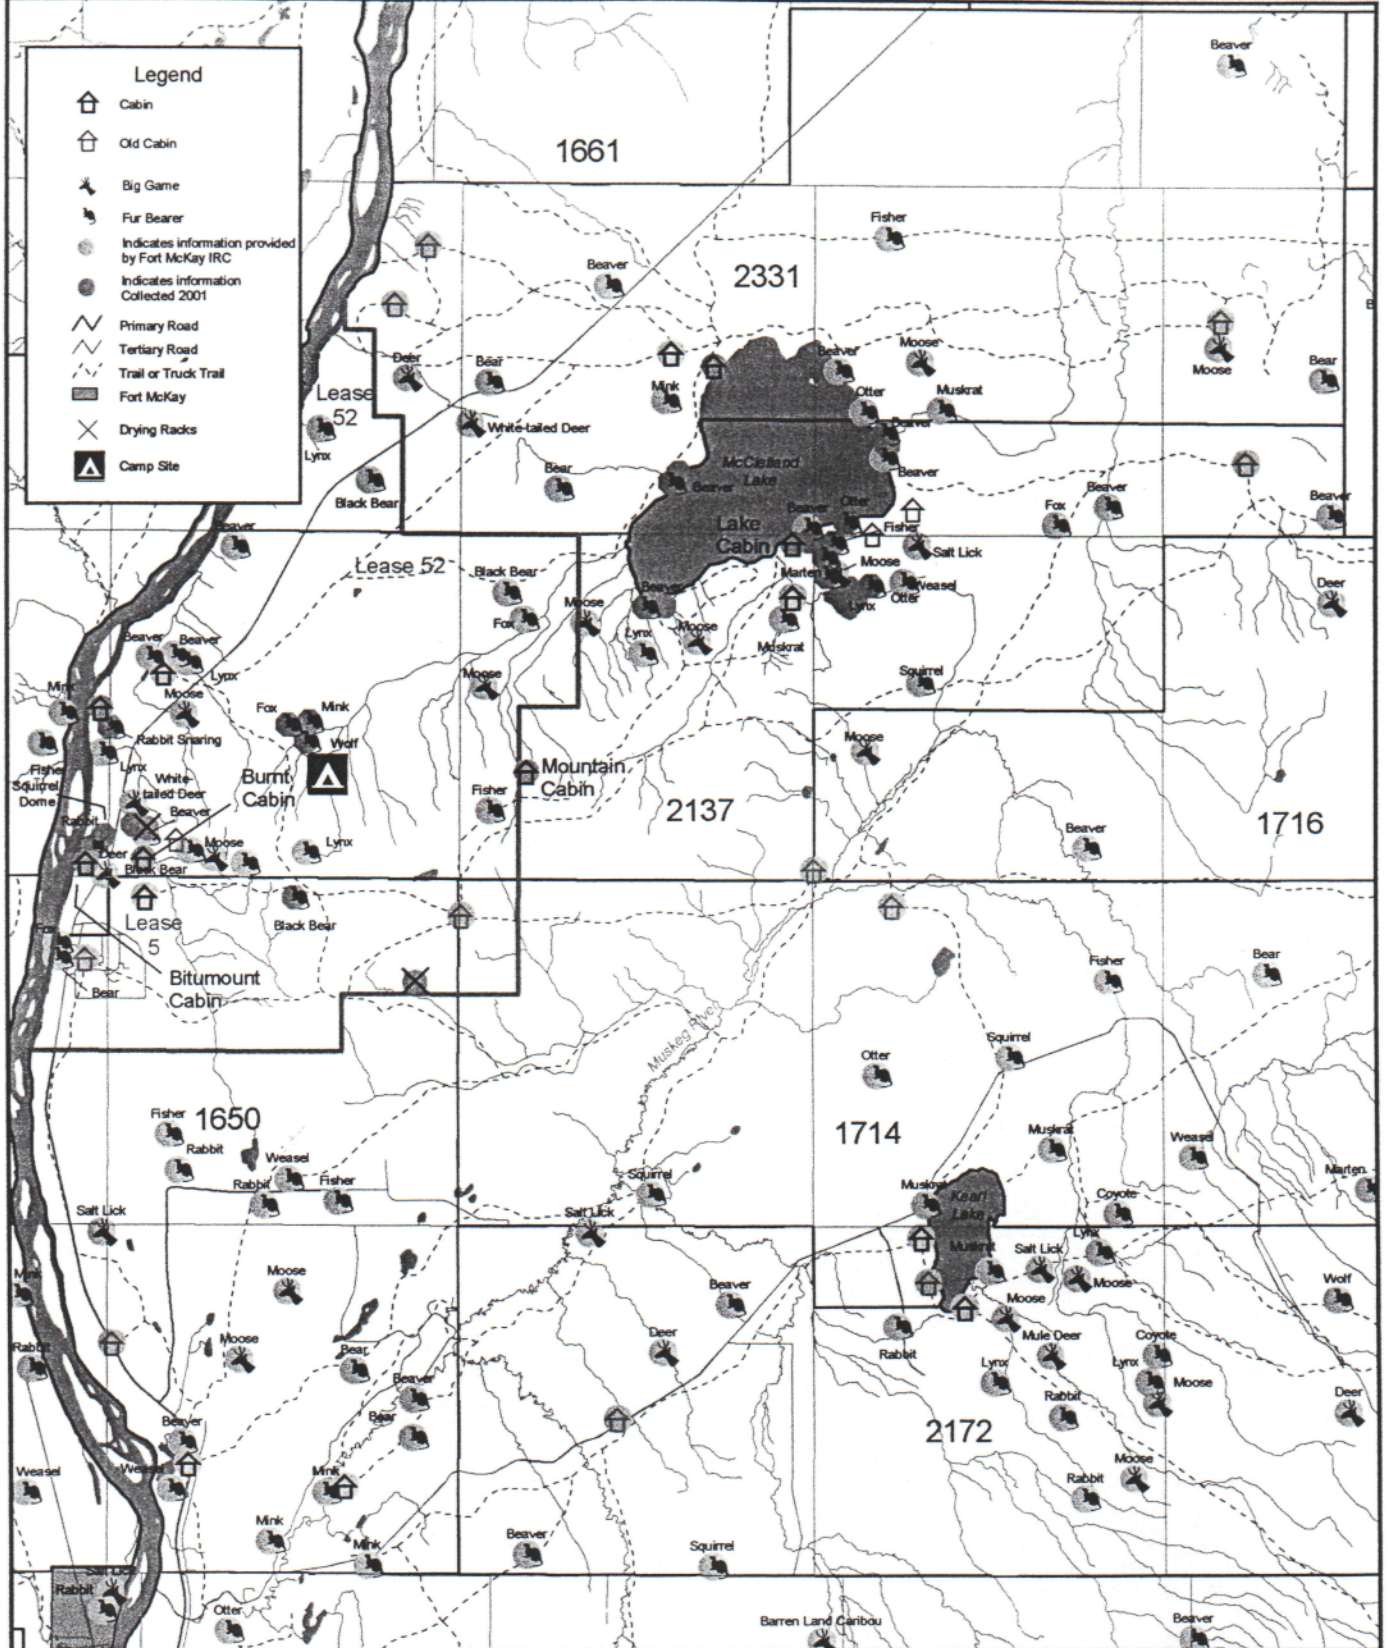 Legend
Cabin
Old Cabin
Big Game
Fur Bearer
Indicates information provided
by Fort McKay IRC
Indicates information
Collected 2001
Primary Road
Tertiary Road
Trail or Truck Trail
Fort McKay
Drying Racks
Camp Site
Beaver
1661
Fisher
Beaver
2331
Deer
Bear
Beaver
Moose
Moose
Bear
B
Mink
Otter
Muskrat
Lease
52
White-tailed Deer
Beaver
Lynx
Black Bear
Bear
McClelland
Lake
Beaver
Beaver
Otter
Beaver
Fox
Beaver
Beaver
Beaver
Lake
Cabin
Fisher
Salt Lick
Lease 52
Black Bear
Moose
Marten
Weasel
Otter
Lynx
Deer
Fox
Moose
Beaver
Lynx
Moose
Muskrat
Beaver
Beaver
Lynx
Squirrel
Moose
Mink
Moose
Fox
Mink
Rabbit Snaring
Wolf
Moose
Fisher
Lynx
Squirrel
Dome
White-
tailed Deer
Burnt
Cabin
Mountain
Cabin
Fisher
2137
1716
Rabbit
Beaver
Deer
Moose
Lynx
Beaver
Black Bear
Lease
5
Black Bear
Fox
Bear
Bitumount
Cabin
Fisher
Bear
Muskeg River
Otter
Squirrel
Fisher
1650
Rabbit
1714
Muskrat
Weasel
Weasel
Rabbit
Fisher
Squirrel
Marten
Muskrat
Kearl
Lake
Coyote
Salt Lick
Salt Lick
Lynx
Muskrat
Salt Lick
Moose
Mink
Moose
Beaver
Moose
Wolf
Rabbit
Moose
Bear
Deer
Rabbit
Mule Deer
Coyote
Lynx
Lynx
Moose
Beaver
Rabbit
Deer
Bear
Beaver
2172
Weasel
Weasel
Mink
Moose
Rabbit
Mink
Mink
Beaver
Squirrel
Salt Lick
Rabbit
Otter
Barren Land Caribou
Beaver